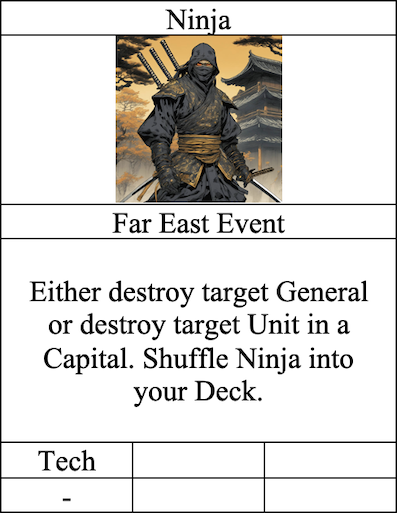 Ninja
Far East Event
Either destroy target General
or destroy target Unit in a
Capital. Shuffle Ninja into
your Deck.
Tech
-